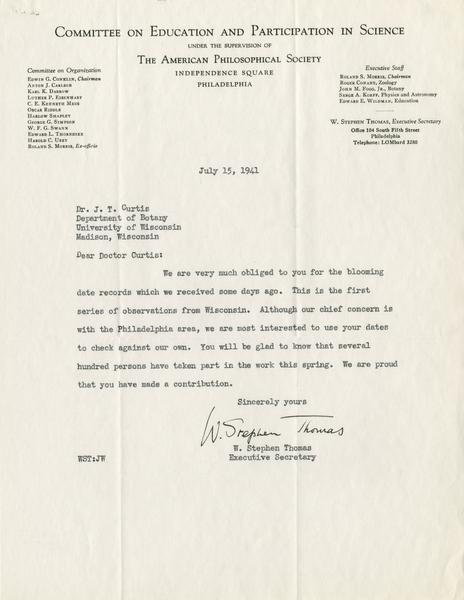 Committee on Education and Participation in Science
UNDER THE SUPERVISION OF
The American Philosophical Society
INDEPENDENCE SQUARE
PHILADELPHIA
Committee on Organization
Edwin G. Conklin, Chairman
Anton J. Carlson
Karl K. Darrow
Luther P. Eisenhart
C. E. Kenneth Mees
Oscar Riddle
Harlow Shapley
George G. Simpson
W. F. G. Swann
Edward L. Thorndike
Harold C. Urey
Roland S. Morris, Ex-officio
Executive Staff
Roland S. Morris, Chairman
Roger Conant, Zoology
John M. Fogg, Jr., Botany
Serge A. Korff, Physics and Astronomy
Edward E. Wildman, Education
W. Stephen Thomas, Executive Secretary
Office 104 South Fifth Street
Philadelphia
Telephone: LOMbard 3280
July 15, 1941
Dr. J. T. Curtis
Department of Botany
University of Wisconsin
Madison, Wisconsin
Dear Doctor Curtis:
We are very much obliged to you for the blooming
date records which we received some days ago. This is the first
series of observations from Wisconsin. Although our chief concern is
with the Philadelphia area, we are most interested to use your dates
to check against our own. You will be glad to know that several
hundred persons have taken part in the work this spring. We are proud
that you have made a contribution.
Sincerely yours
W. Stephen Thomas
W. Stephen Thomas
Executive Secretary
WST:JW